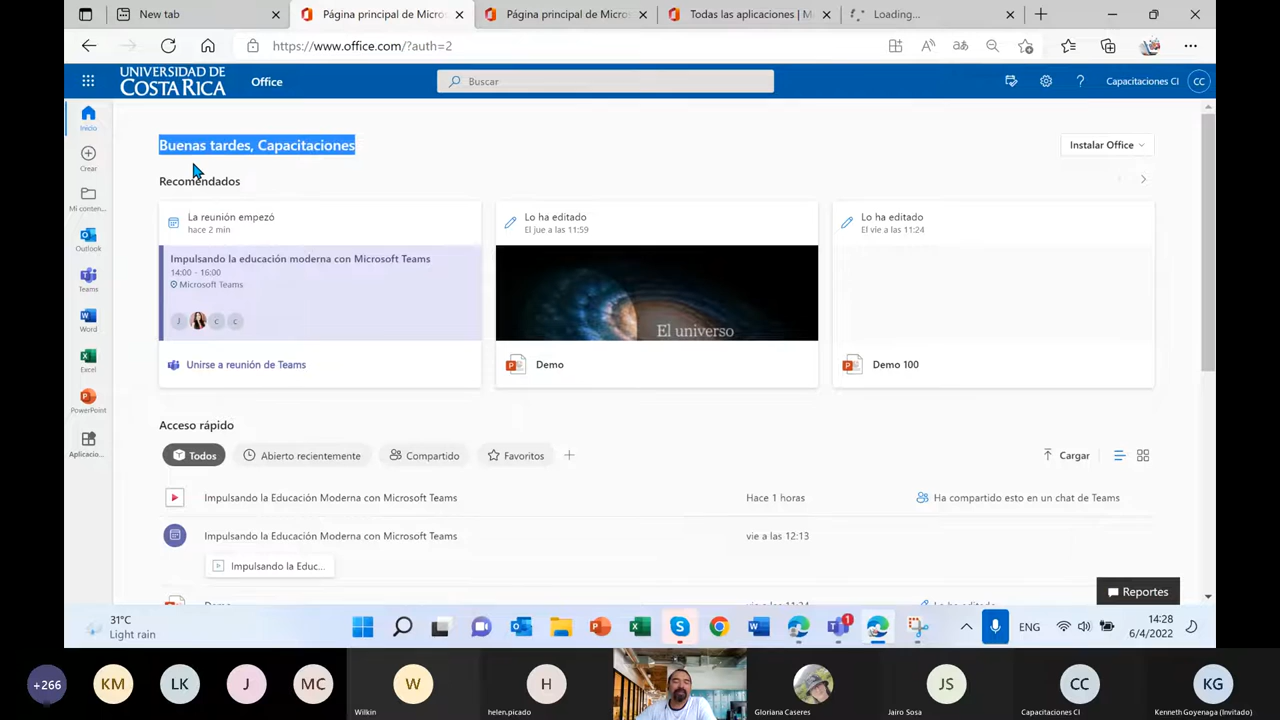 New tab
Página principal de Micros
Página principal de Micros
Todas las aplicaciones | M
Loading...
https://www.office.com/?auth=2
UNIVERSIDAD DE
COSTA RICA
Office
Buscar
Capacitaciones CI
CC
Inicio
Crear
Mi conten...
Outlook
Teams
Word
Excel
PowerPoint
Aplicacio...
Buenas tardes, Capacitaciones
Instalar Office
Recomendados
La reunión empezó
hace 2 min
Impulsando la educación moderna con Microsoft Teams
14:00 - 16:00
Microsoft Teams
J
C
C
Unirse a reunión de Teams
Lo ha editado
El jue a las 11:59
El universo
Demo
Lo ha editado
El vie a las 11:24
Demo 100
Acceso rápido
Todos
Abierto recientemente
Compartido
Favoritos
Cargar
Impulsando la Educación Moderna con Microsoft Teams
Hace 1 horas
Ha compartido esto en un chat de Teams
Impulsando la Educación Moderna con Microsoft Teams
vie a las 12:13
Impulsando la Educ...
Reportes
31°C
Light rain
1
ENG
14:28
6/4/2022
+266
KM
LK
J
MC
W
Wilkin
H
helen.picado
Gloriana Caseres
JS
Jairo Sosa
CC
Capacitaciones CI
KG
Kenneth Goyenaga (Invitado)